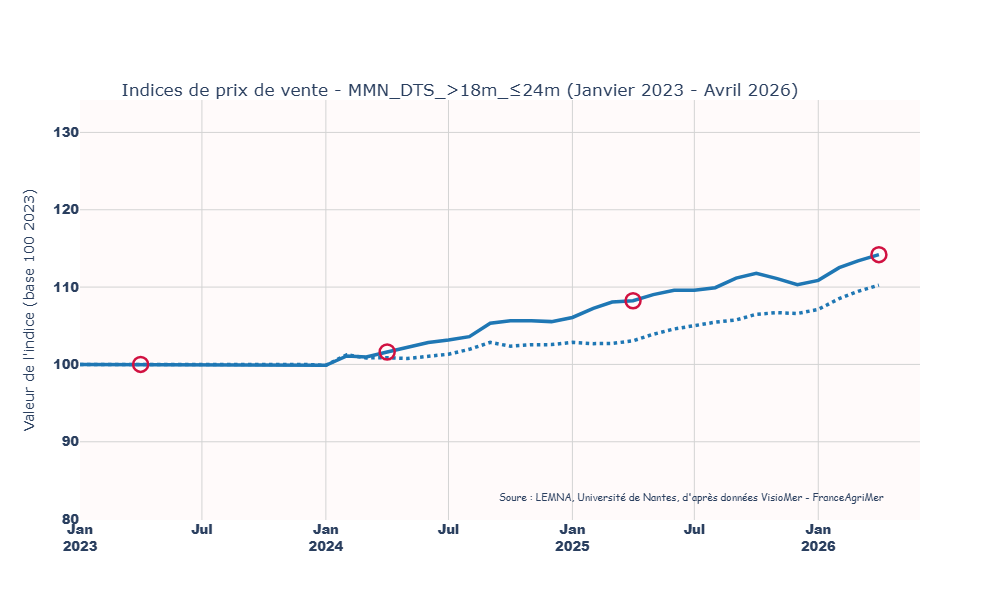 Indices de prix de vente - MMN_DTS_>18m_≤24m (Janvier 2023 - Avril 2026)
Valeur de l'indice (base 100 2023)
130
120
110
100
90
80
Soure : LEMNA, Université de Nantes, d'après données VisioMer - FranceAgriMer
Jan Jul Jan Jul Jan Jul Jan
2023 2024 2025 2026